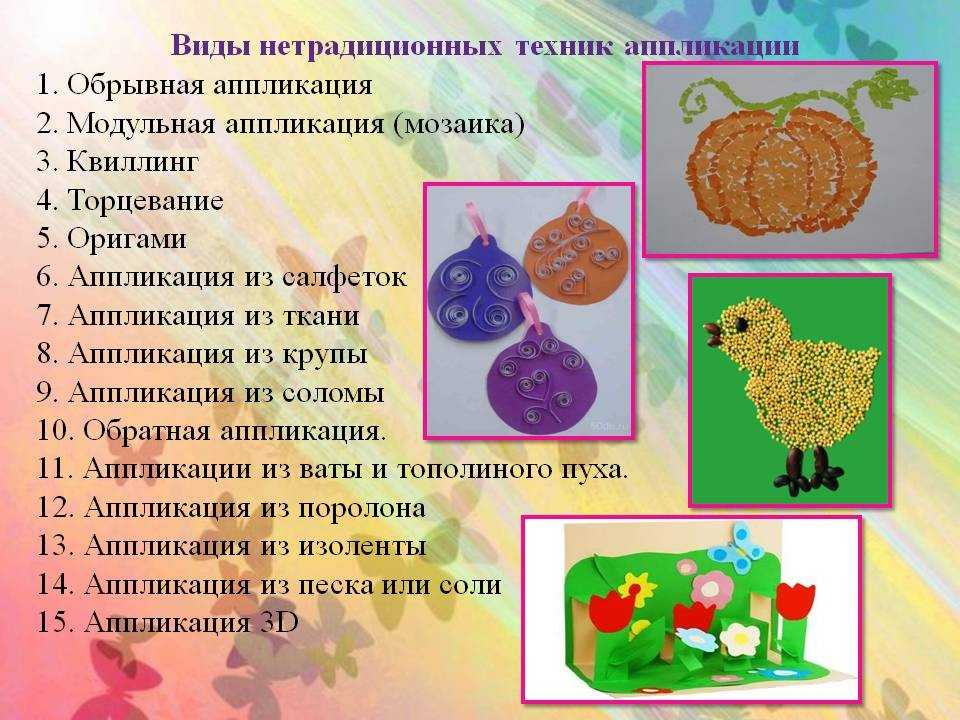 Виды нетрадиционных техник аппликации
1. Обрывная аппликация
2. Модульная аппликация (мозаика)
3. Квиллинг
4. Торцевание
5. Оригами
6. Аппликация из салфеток
7. Аппликация из ткани
8. Аппликация из крупы
9. Аппликация из соломы
10. Обратная аппликация.
11. Аппликации из ваты и тополиного пуха.
12. Аппликация из поролона
13. Аппликация из изоленты
14. Аппликация из песка или соли
15. Аппликация 3D